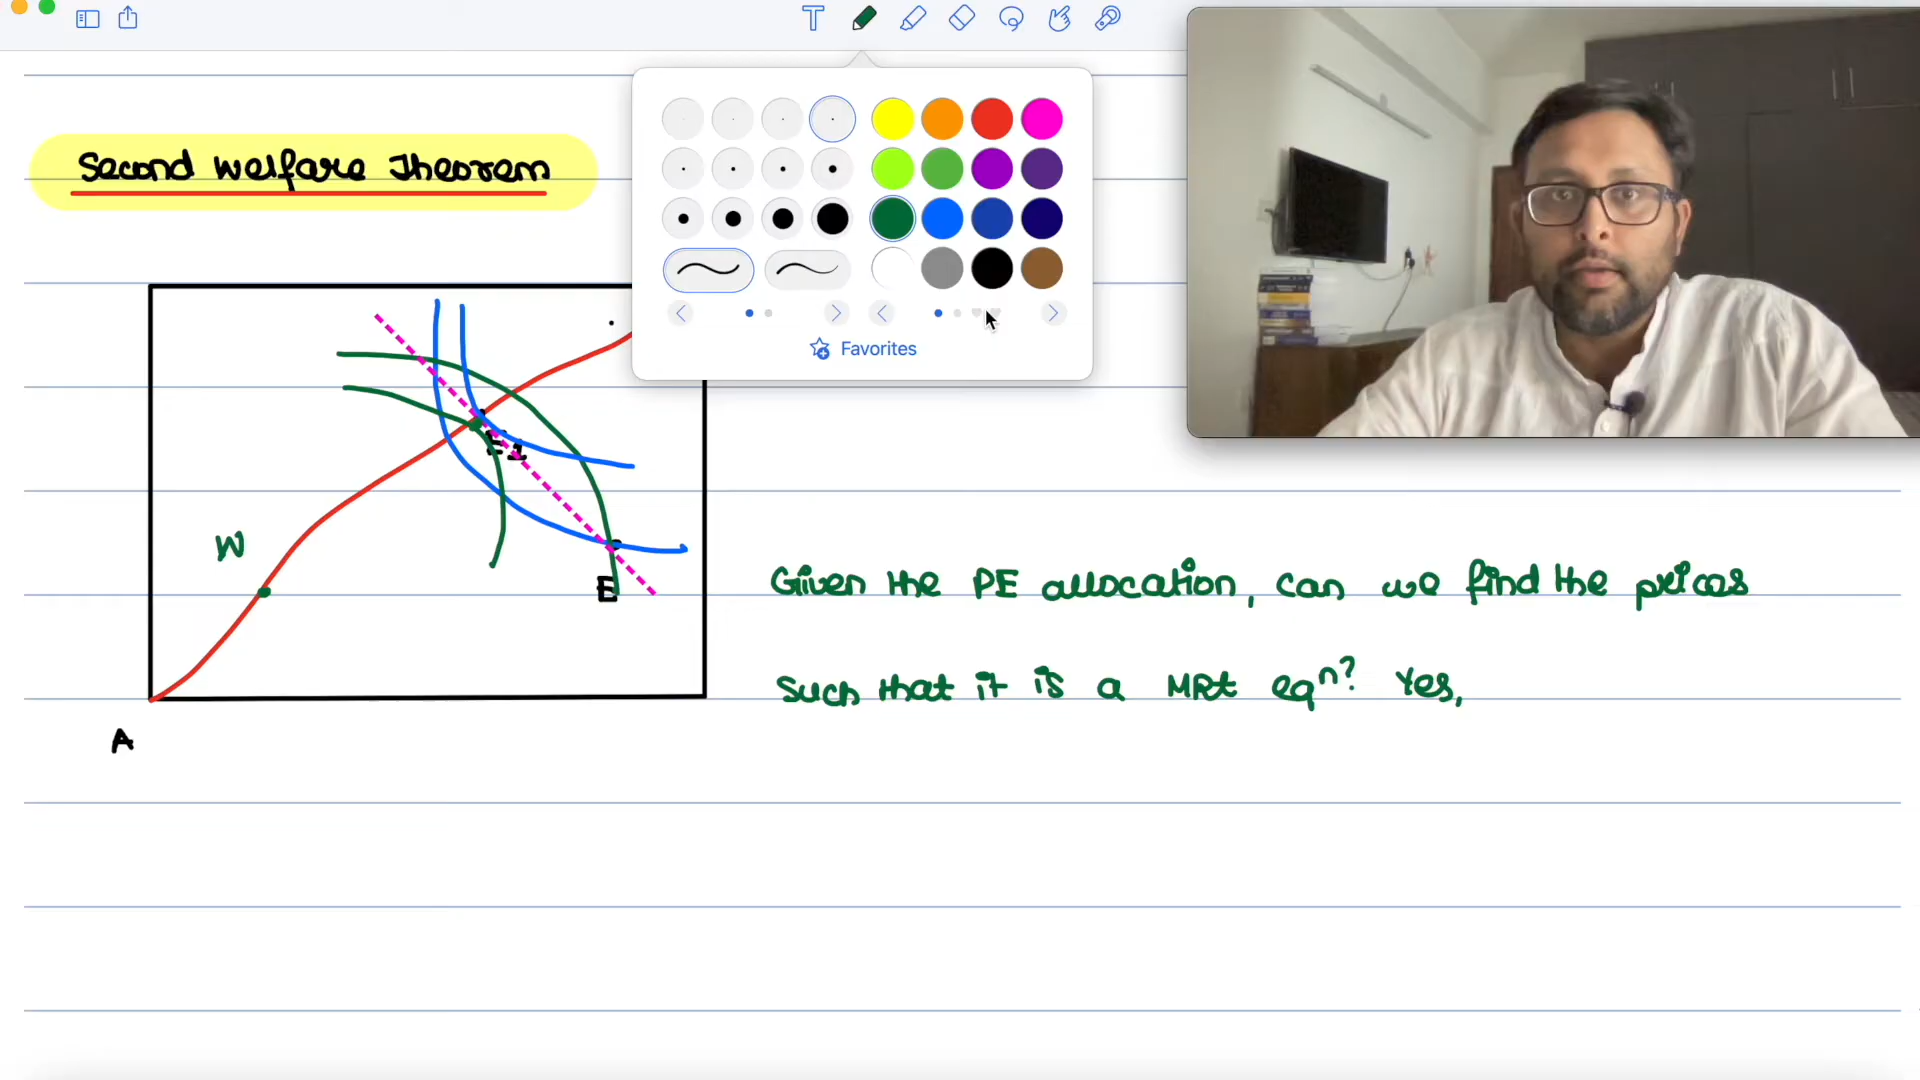 Second Welfare Theorem
Favorites
E1
W
E
A
Given the PE allocation, can we find the prices
such that it is a MRt eqn? Yes,